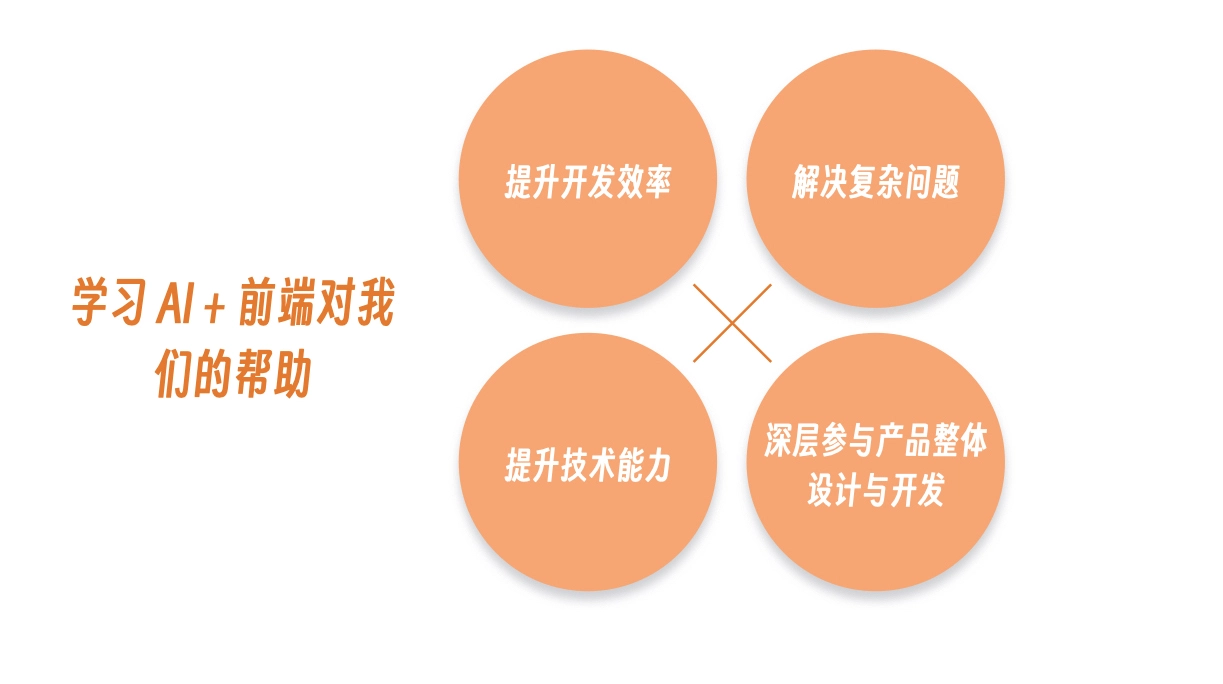 学习 AI + 前端对我
们的帮助
提升开发效率
解决复杂问题
提升技术能力
深层参与产品整体
设计与开发